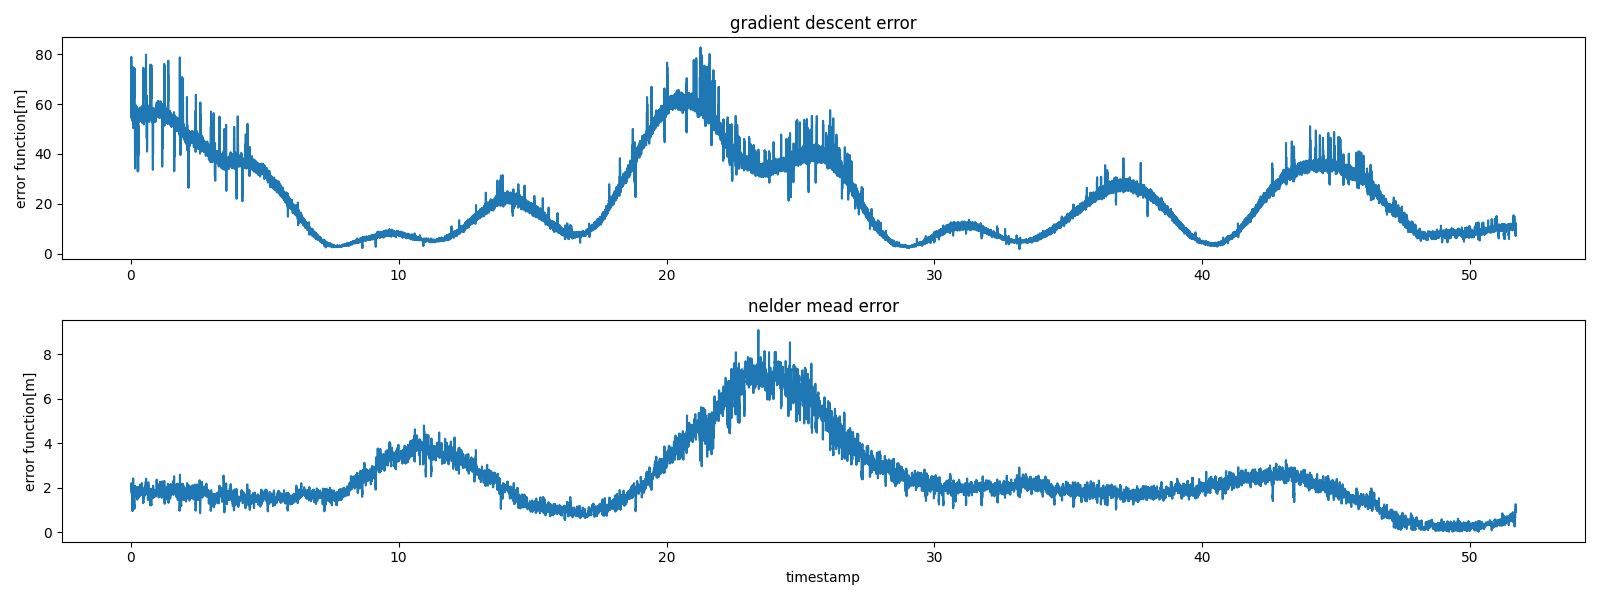 gradient descent error
error function[m]
80
60
40
20
0
0 10 20 30 40 50
nelder mead error
error function[m]
8
6
4
2
0
0 10 20 30 40 50
timestamp